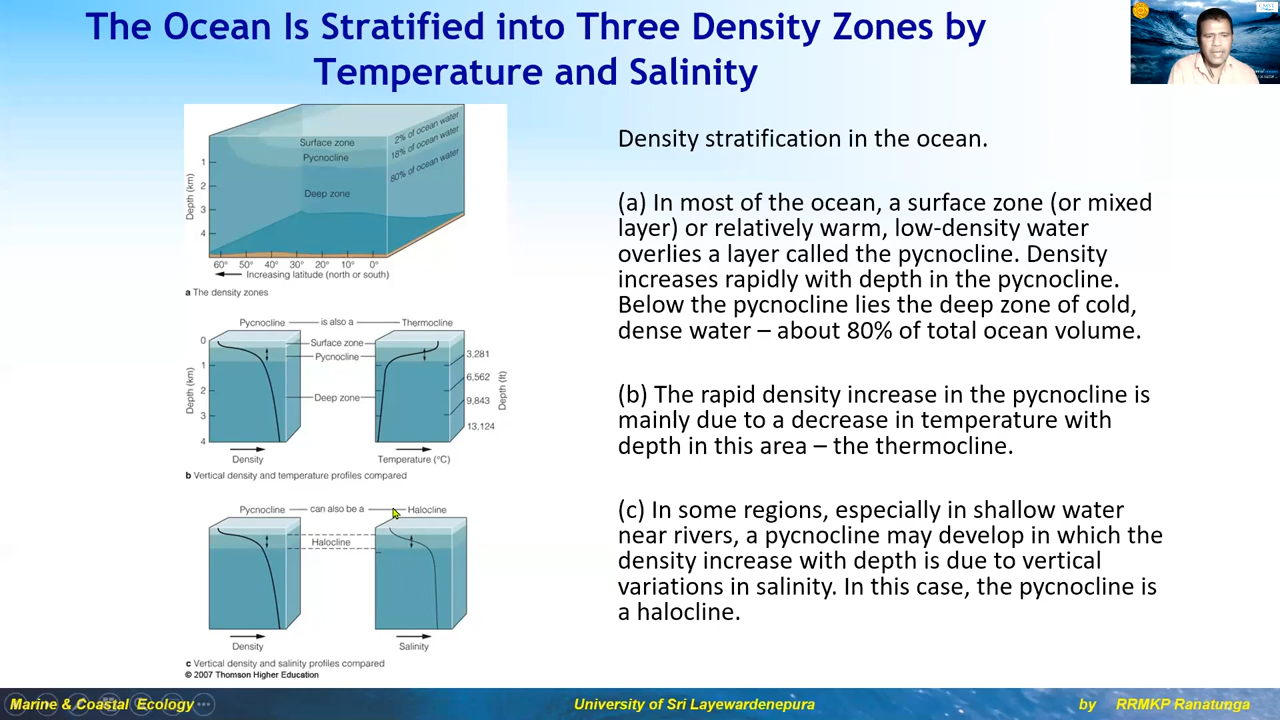 The Ocean Is Stratified into Three Density Zones by
Temperature and Salinity
Surface zone
Pycnocline
Deep zone
2% of ocean water
18% of ocean water
80% of ocean water
Depth (km)
1
2
3
4
60° 50° 40° 30° 20° 10° 0°
Increasing latitude (north or south)
a The density zones
Pycnocline is also a Thermocline
Surface zone
Pycnocline
Deep zone
Depth (km)
0
1
2
3
4
3,281
6,562
9,843
13,124
Depth (ft)
Density
Temperature (°C)
b Vertical density and temperature profiles compared
Pycnocline can also be a Halocline
Halocline
Density
Salinity
c Vertical density and salinity profiles compared
© 2007 Thomson Higher Education
Density stratification in the ocean.
(a) In most of the ocean, a surface zone (or mixed
layer) or relatively warm, low-density water
overlies a layer called the pycnocline. Density
increases rapidly with depth in the pycnocline.
Below the pycnocline lies the deep zone of cold,
dense water – about 80% of total ocean volume.
(b) The rapid density increase in the pycnocline is
mainly due to a decrease in temperature with
depth in this area – the thermocline.
(c) In some regions, especially in shallow water
near rivers, a pycnocline may develop in which the
density increase with depth is due to vertical
variations in salinity. In this case, the pycnocline is
a halocline.
Marine & Coastal Ecology
University of Sri Layewardenepura
by RRMKP Ranatunga